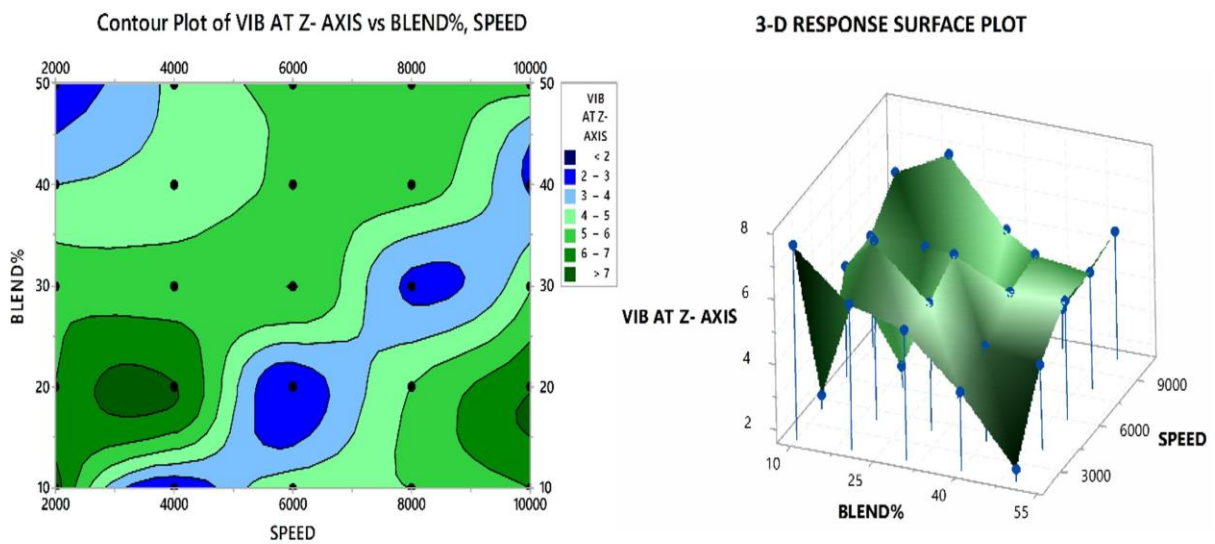 Contour Plot of VIB AT Z- AXIS vs BLEND%, SPEED
2000 4000 6000 8000 10000
50 50
40 40
30 30
20 20
10 10
2000 4000 6000 8000 10000
BLEND%
SPEED
VIB
AT Z-
AXIS
< 2
2 – 3
3 – 4
4 – 5
5 – 6
6 – 7
> 7
3-D RESPONSE SURFACE PLOT
8
6
4
2
VIB AT Z- AXIS
10
25
40
55
BLEND%
3000
6000
9000
SPEED